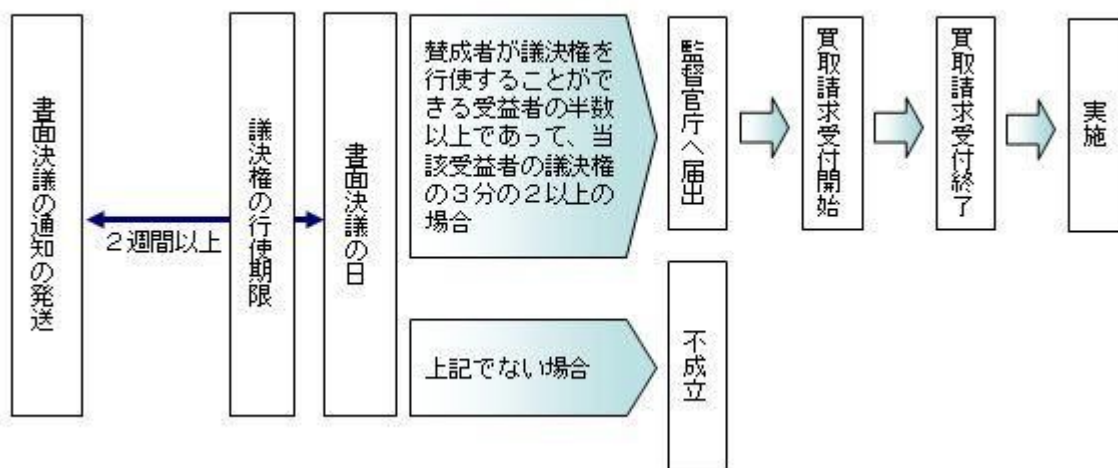 書面決議の通知の発送
2週間以上
議決権の行使期限
書面決議の日
賛成者が議決権を
行使することがで
きる受益者の半数
以上であって、当
該受益者の議決権
の3分の2以上の
場合
監督官庁へ届出
買取請求受付開始
買取請求受付終了
実施
上記でない場合
不成立